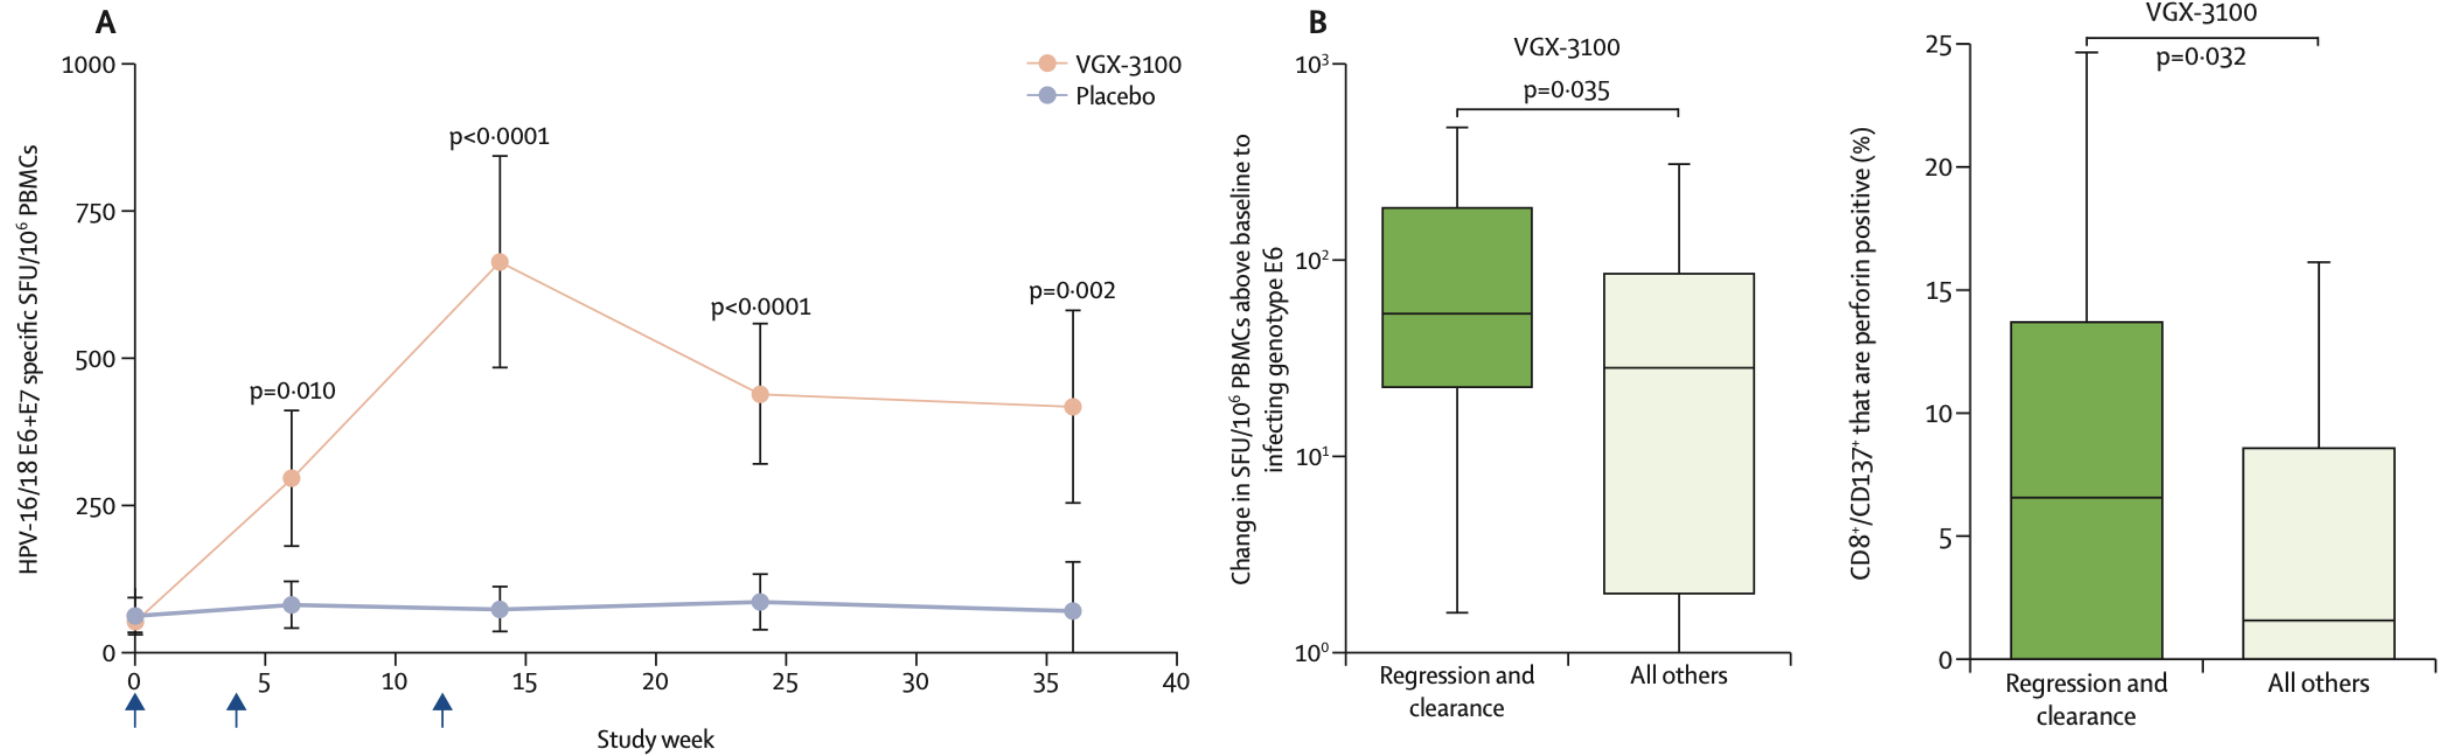 A
HPV-16/18 E6+E7 specific SFU/10⁶ PBMCs
1000
750
500
250
0
VGX-3100
Placebo
p=0·010
p<0·0001
p<0·0001
p=0·002
0 5 10 15 20 25 30 35 40
Study week
B
Change in SFU/10⁶ PBMCs above baseline to
infecting genotype E6
10³
10²
10¹
10⁰
VGX-3100
p=0·035
Regression and
clearance
All others
CD8⁺/CD137⁺ that are perforin positive (%)
25
20
15
10
5
0
VGX-3100
p=0·032
Regression and
clearance
All others